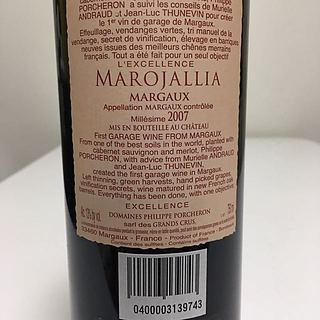 PORCHERON a suivi les conseils de Murielle
ANDRAUD et Jean-Luc THUNEVIN, pour créer
le 1er vin de garage de Margaux.
Effeuillage, vendanges vertes, tri manuel de la
vendange, secret de vinification, élevage en barriques
neuves issues des meilleurs chênes merrains
français. Tout a été fait pour un seul objectif
L'EXCELLENCE
MAROJALLIA
MARGAUX
Appellation MARGAUX contrôlée
Millésime 2007
MIS EN BOUTEILLE AU CHÂTEAU
First GARAGE WINE FROM MARGAUX.
From one of the best soils in the world, planted with
cabernet sauvignon and merlot, Philippe
PORCHERON, with advice from Murielle ANDRAUD
and Jean-Luc THUNEVIN,
created the first garage wine in Margaux.
Left thinning, green harvests, hand picked grapes,
vinification secrets, wine matured in new French oak
barrels. Everything has been done, with one objective:
EXCELLENCE
DOMAINES PHILIPPE PORCHERON
sarl des GRANDS CRUS,
33460 Margaux - France - Product of France
Contient des sulfites - Contains sulfites
0400003139743